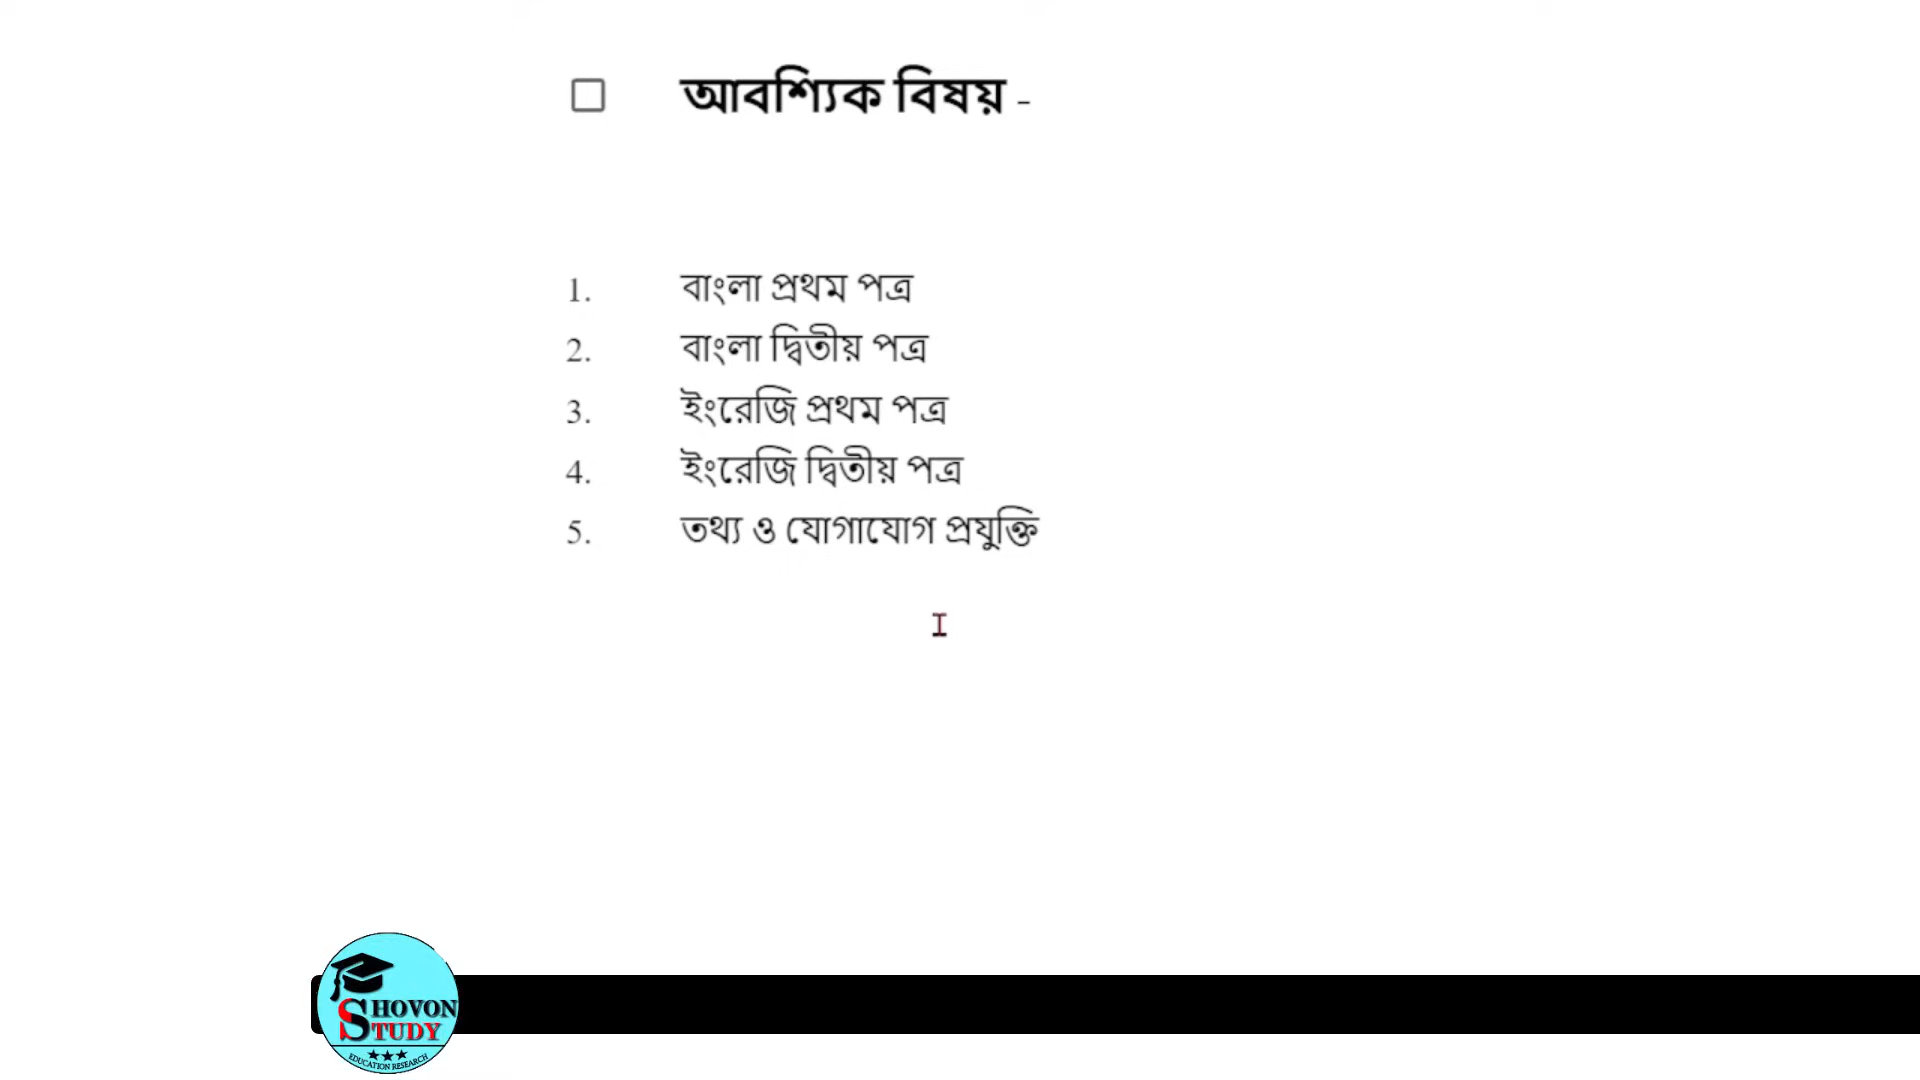 আবশ্যিক বিষয় -
1. বাংলা প্রথম পত্র
2. বাংলা দ্বিতীয় পত্র
3. ইংরেজি প্রথম পত্র
4. ইংরেজি দ্বিতীয় পত্র
5. তথ্য ও যোগাযোগ প্রযুক্তি
SHOVON
STUDY
EDUCATION RESEARCH